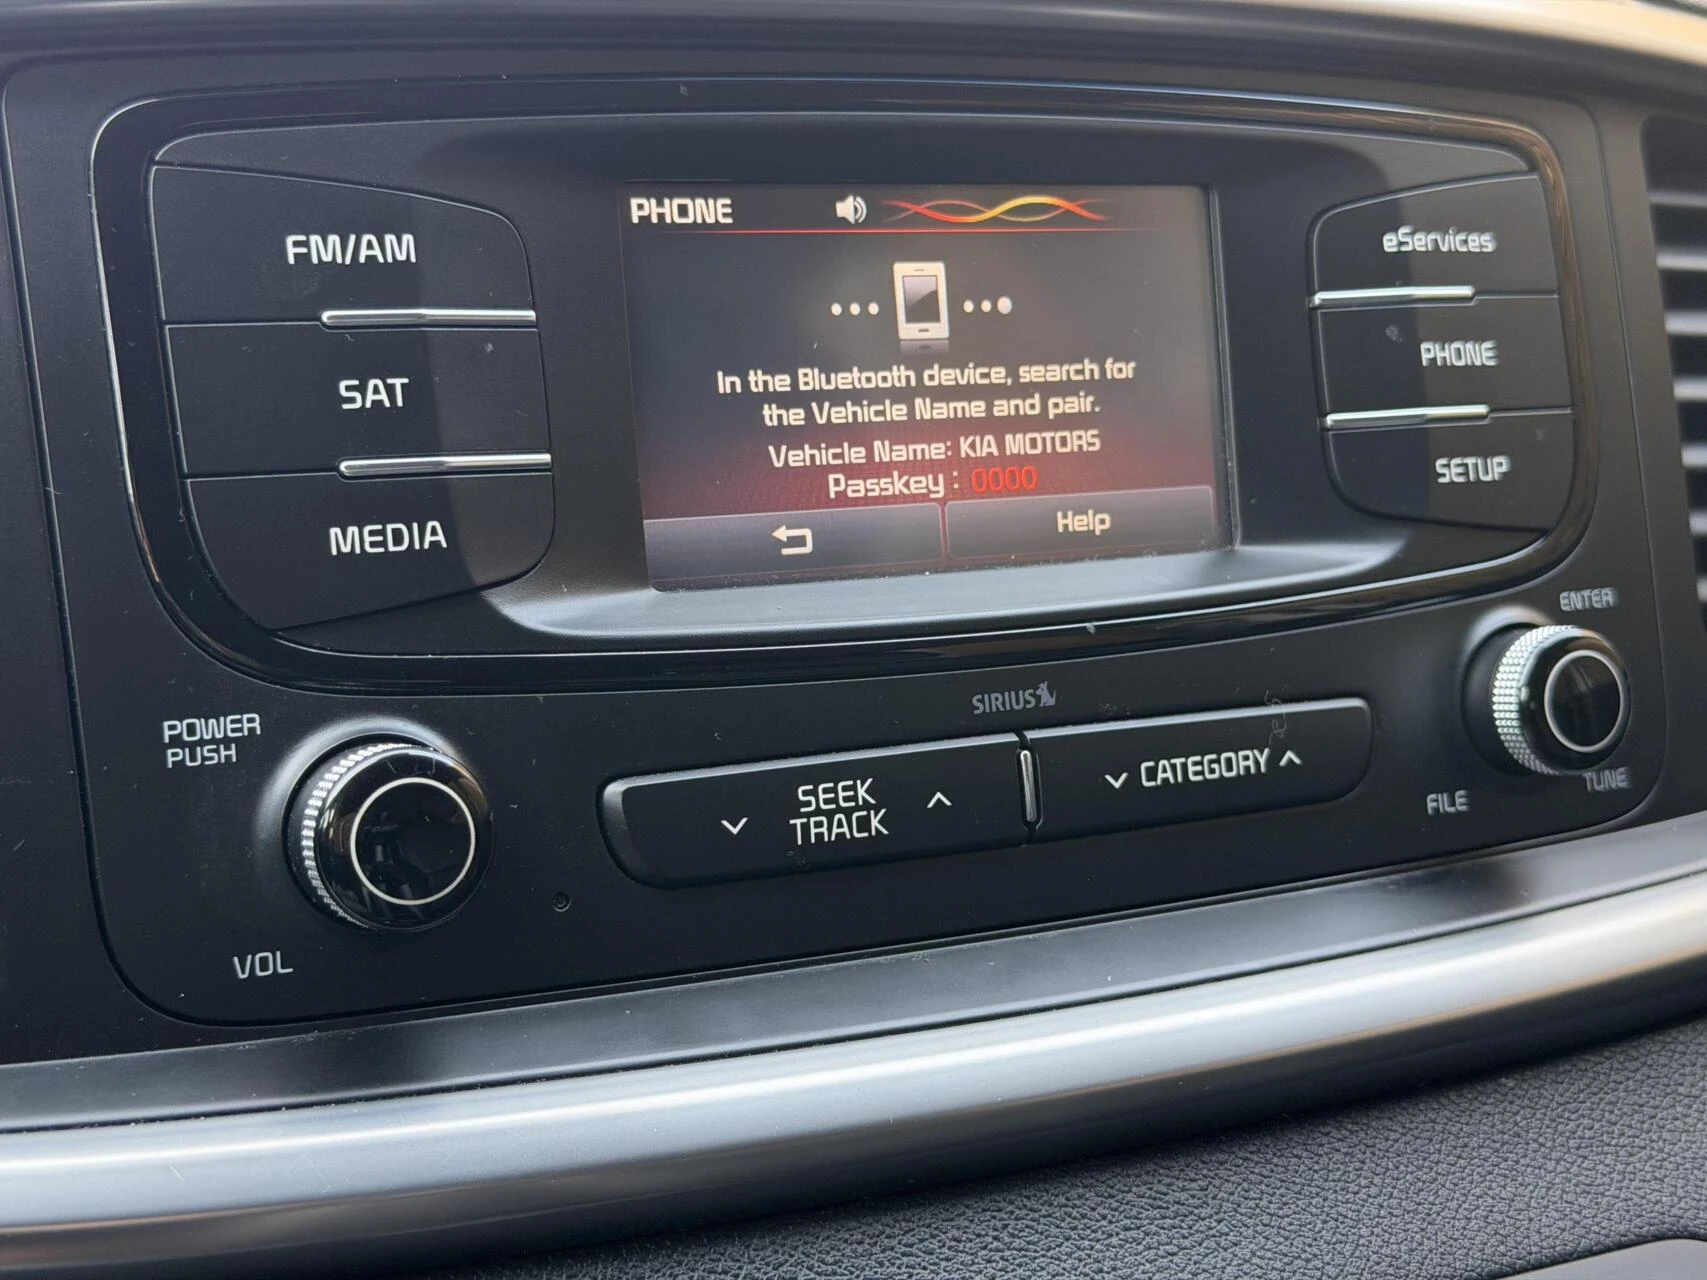 PHONE
In the Bluetooth device, search for
the Vehicle Name and pair.
Vehicle Name: KIA MOTORS
Passkey : 0000
Help
FM/AM
SAT
MEDIA
eServices
PHONE
SETUP
POWER
PUSH
VOL
SIRIUS
SEEK
TRACK
CATEGORY
ENTER
TUNE
FILE